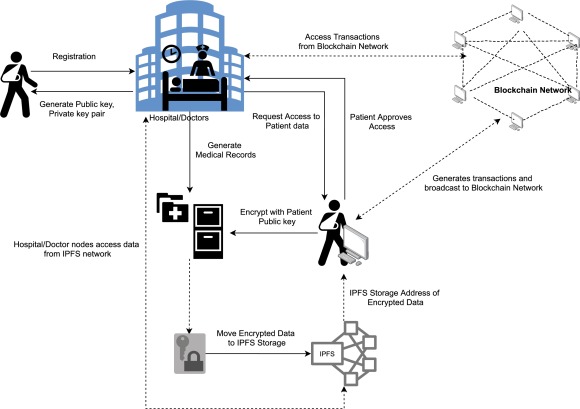 Access Transactions
from Blockchain Network
Registration
Blockchain Network
Generate Public key,
Private key pair
Hospital/Doctors
Request Access to
Patient data
Patient Approves
Access
Generate
Medical Records
Generates transactions and
broadcast to Blockchain Network
Encrypt with Patient
Public key
Hospital/Doctor nodes access data
from IPFS network
IPFS Storage Address of
Encrypted Data
Move Encrypted Data
to IPFS Storage
IPFS